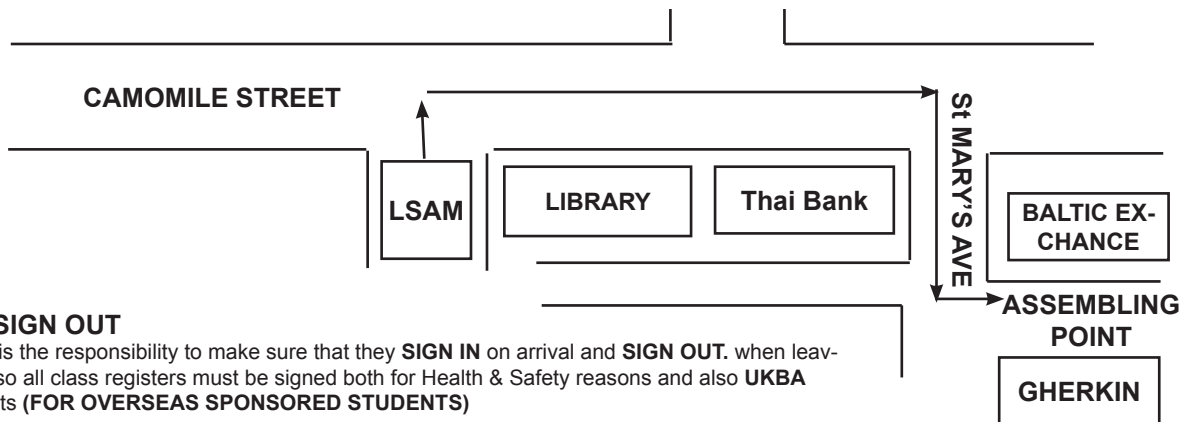 CAMOMILE STREET
St MARY'S AVE
LSAM
LIBRARY
Thai Bank
BALTIC EX-
CHANCE
ASSEMBLING
POINT
GHERKIN
SIGN OUT
is the responsibility to make sure that they SIGN IN on arrival and SIGN OUT. when leav-
so all class registers must be signed both for Health & Safety reasons and also UKBA
ts (FOR OVERSEAS SPONSORED STUDENTS)